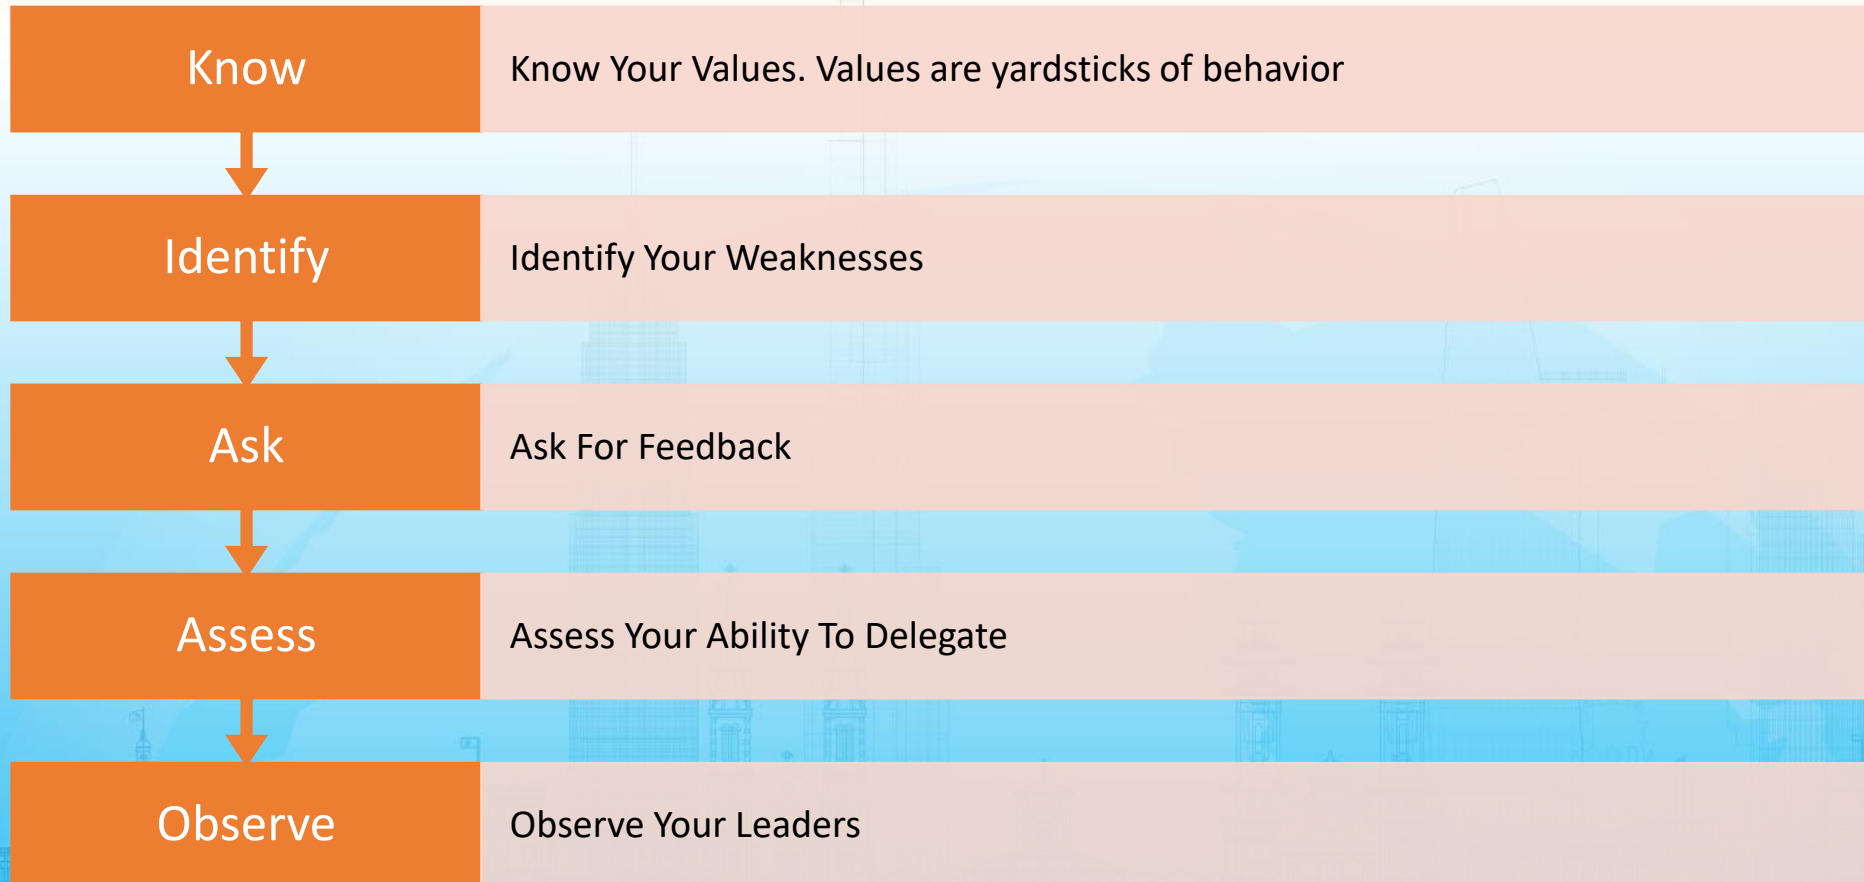 Know
Know Your Values. Values are yardsticks of behavior
Identify
Identify Your Weaknesses
Ask
Ask For Feedback
Assess
Assess Your Ability To Delegate
Observe
Observe Your Leaders